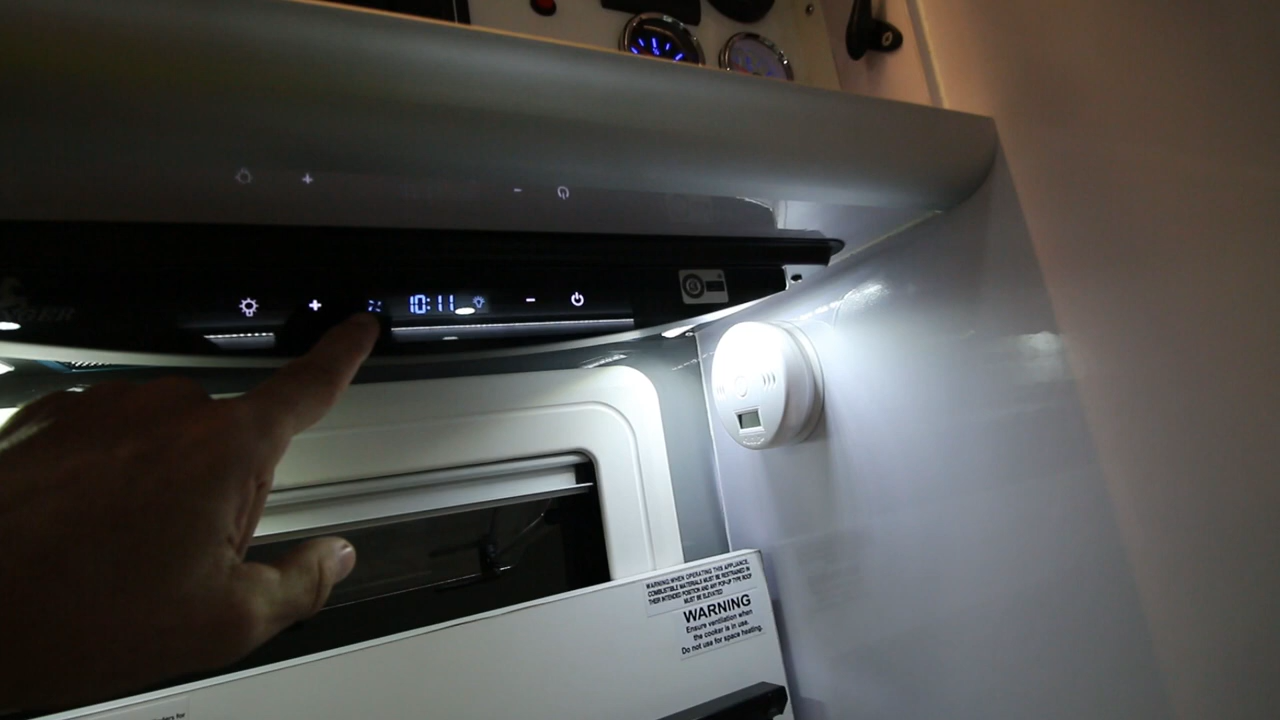 10:11
WARNING:WHEN OPERATING THIS APPLIANCE,
COMBUSTIBLE MATERIALS MUST BE RESTRAINED IN
THEIR INTENDED POSITION AND ANY POP-UP TYPE ROOF
MUST BE ELEVATED
WARNING
Ensure ventilation when
the cooker is in use.
Do not use for space heating.